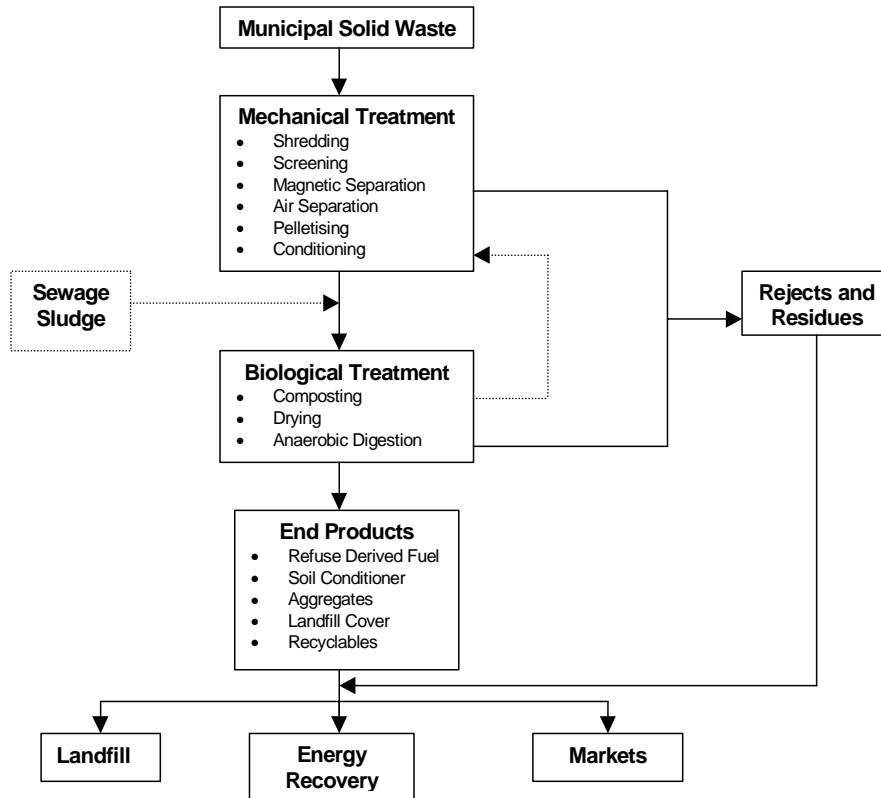 Municipal Solid Waste
Mechanical Treatment
• Shredding
• Screening
• Magnetic Separation
• Air Separation
• Pelletising
• Conditioning
Sewage
Sludge
Rejects and
Residues
Biological Treatment
• Composting
• Drying
• Anaerobic Digestion
End Products
• Refuse Derived Fuel
• Soil Conditioner
• Aggregates
• Landfill Cover
• Recyclables
Landfill
Energy
Recovery
Markets